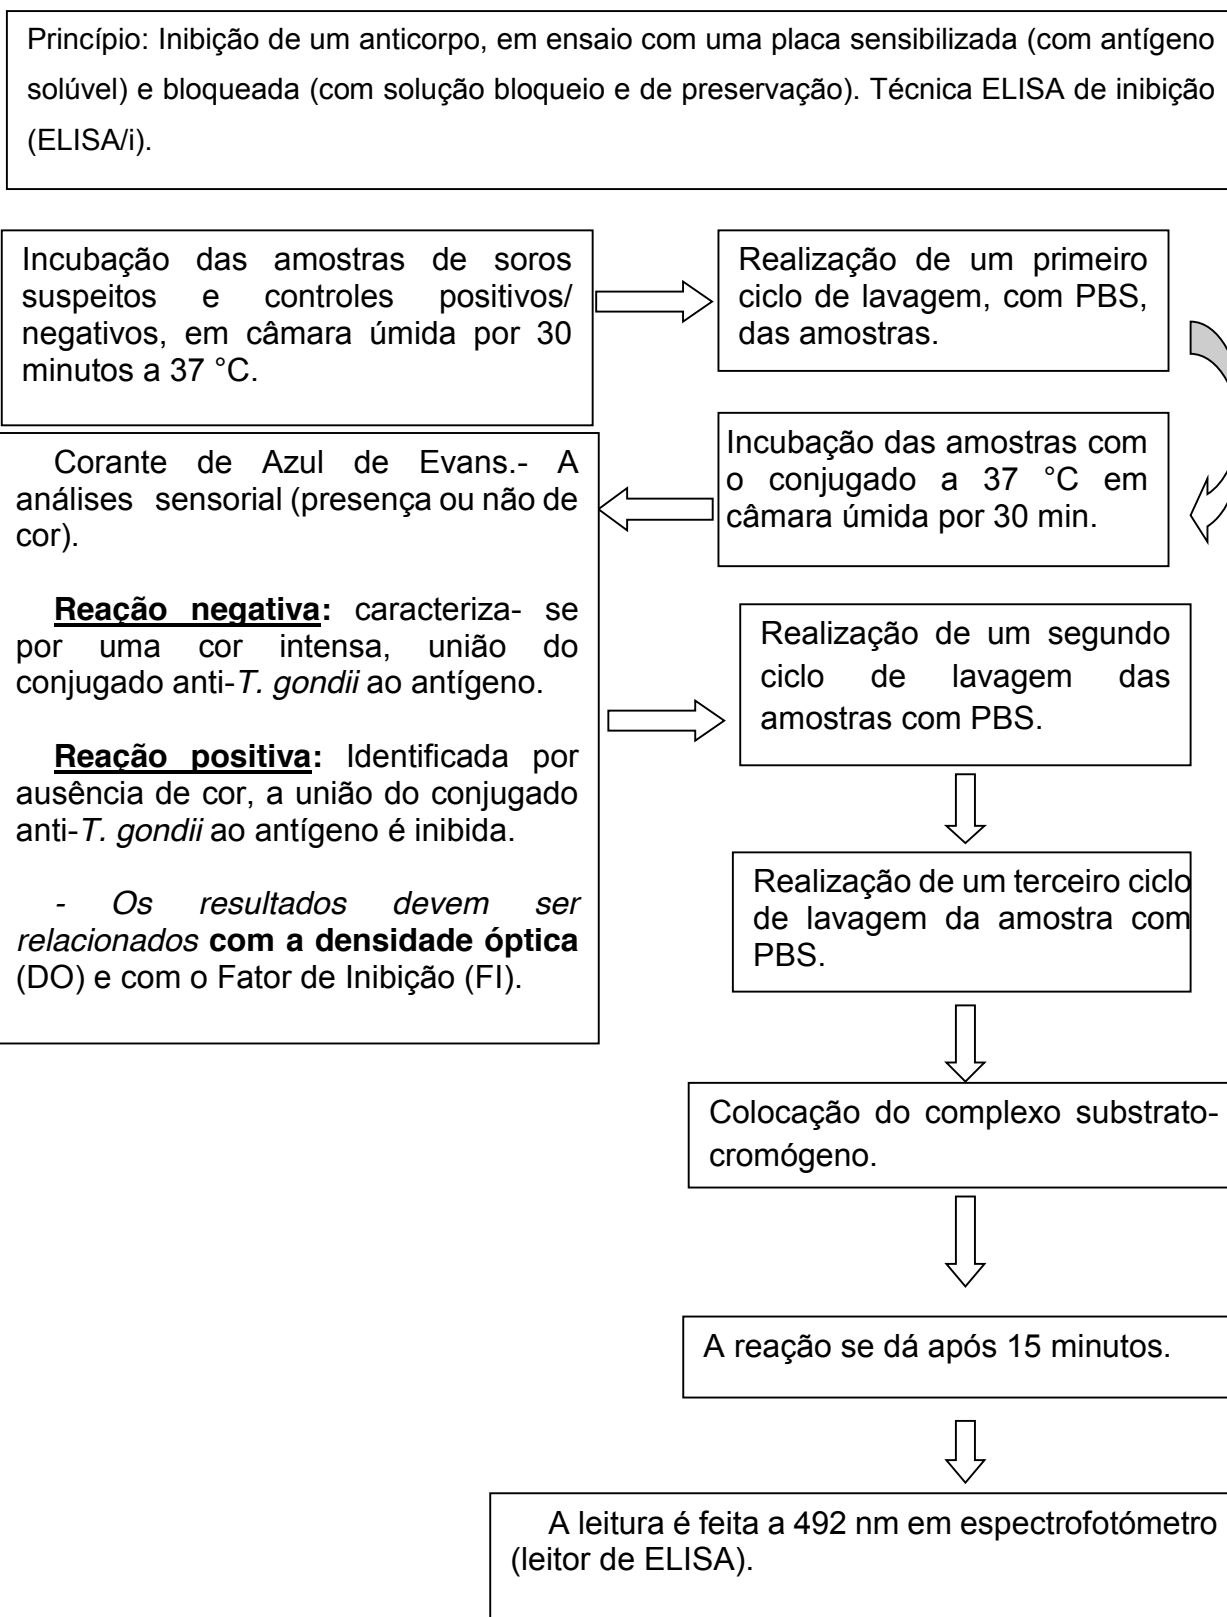 Princípio: Inibição de um anticorpo, em ensaio com uma placa sensibilizada (com antígeno
solúvel) e bloqueada (com solução bloqueio e de preservação). Técnica ELISA de inibição
(ELISA/i).
Incubação das amostras de soros
suspeitos e controles positivos/
negativos, em câmara úmida por 30
minutos a 37 °C.
Realização de um primeiro
ciclo de lavagem, com PBS,
das amostras.
Incubação das amostras com
o conjugado a 37 °C em
câmara úmida por 30 min.
Corante de Azul de Evans.- A
análises sensorial (presença ou não de
cor).
Reação negativa: caracteriza- se
por uma cor intensa, união do
conjugado anti-T. gondii ao antígeno.
Reação positiva: Identificada por
ausência de cor, a união do conjugado
anti-T. gondii ao antígeno é inibida.
- Os resultados devem ser
relacionados com a densidade óptica
(DO) e com o Fator de Inibição (FI).
Realização de um segundo
ciclo de lavagem das
amostras com PBS.
Realização de um terceiro ciclo
de lavagem da amostra com
PBS.
Colocação do complexo substrato-
cromógeno.
A reação se dá após 15 minutos.
A leitura é feita a 492 nm em espectrofotómetro
(leitor de ELISA).